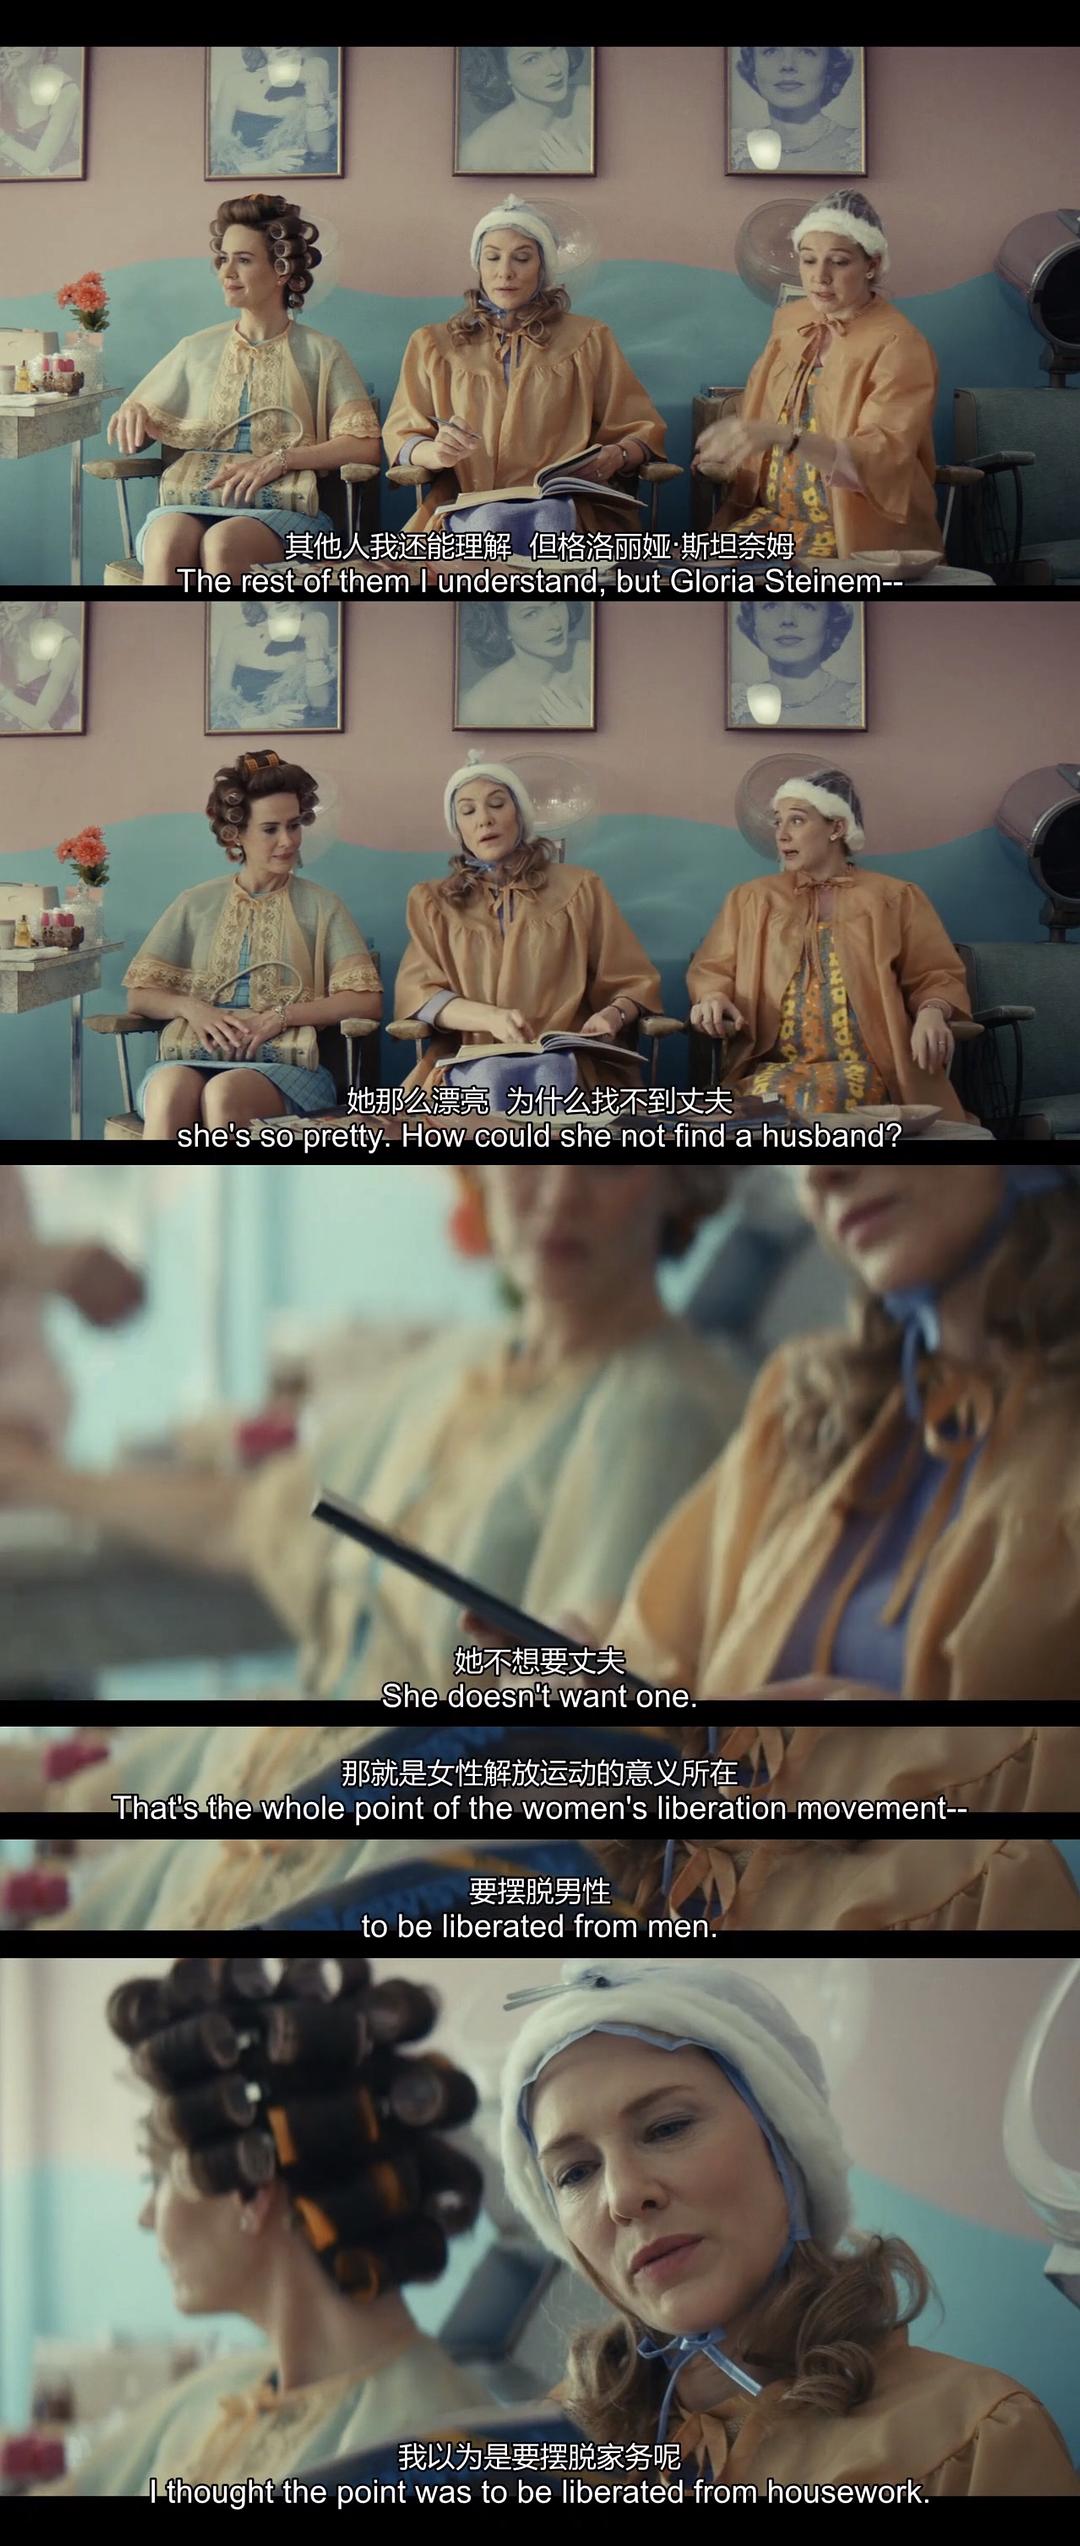 其他人我还能理解 但格洛丽娅·斯坦奈姆
The rest of them I understand, but Gloria Steinem--
她那么漂亮 为什么找不到丈夫
she's so pretty. How could she not find a husband?
她不想要丈夫
She doesn't want one.
那就是女性解放运动的意义所在
That's the whole point of the women's liberation movement--
要摆脱男性
to be liberated from men.
我以为是要摆脱家务呢
I thought the point was to be liberated from housework.